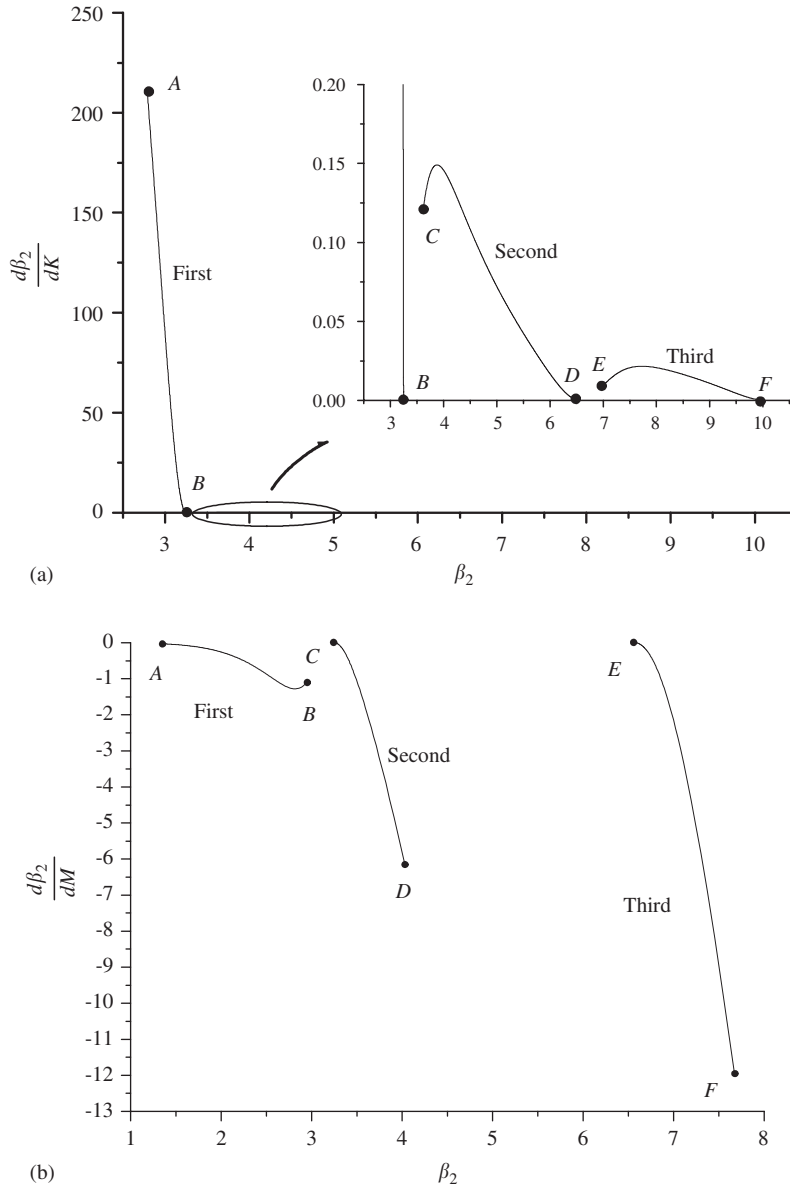 250
200
150
100
50
0
dβ₂
dK
A
First
B
3
4
5
6
7
8
9
10
β₂
0.20
0.15
0.10
0.05
0.00
C
Second
B
D
E
Third
F
3
4
5
6
7
8
9
10
(a)
0
-1
-2
-3
-4
-5
-6
-7
-8
-9
-10
-11
-12
-13
dβ₂
dM
A
First
C
B
Second
D
E
Third
F
1
2
3
4
5
6
7
8
β₂
(b)